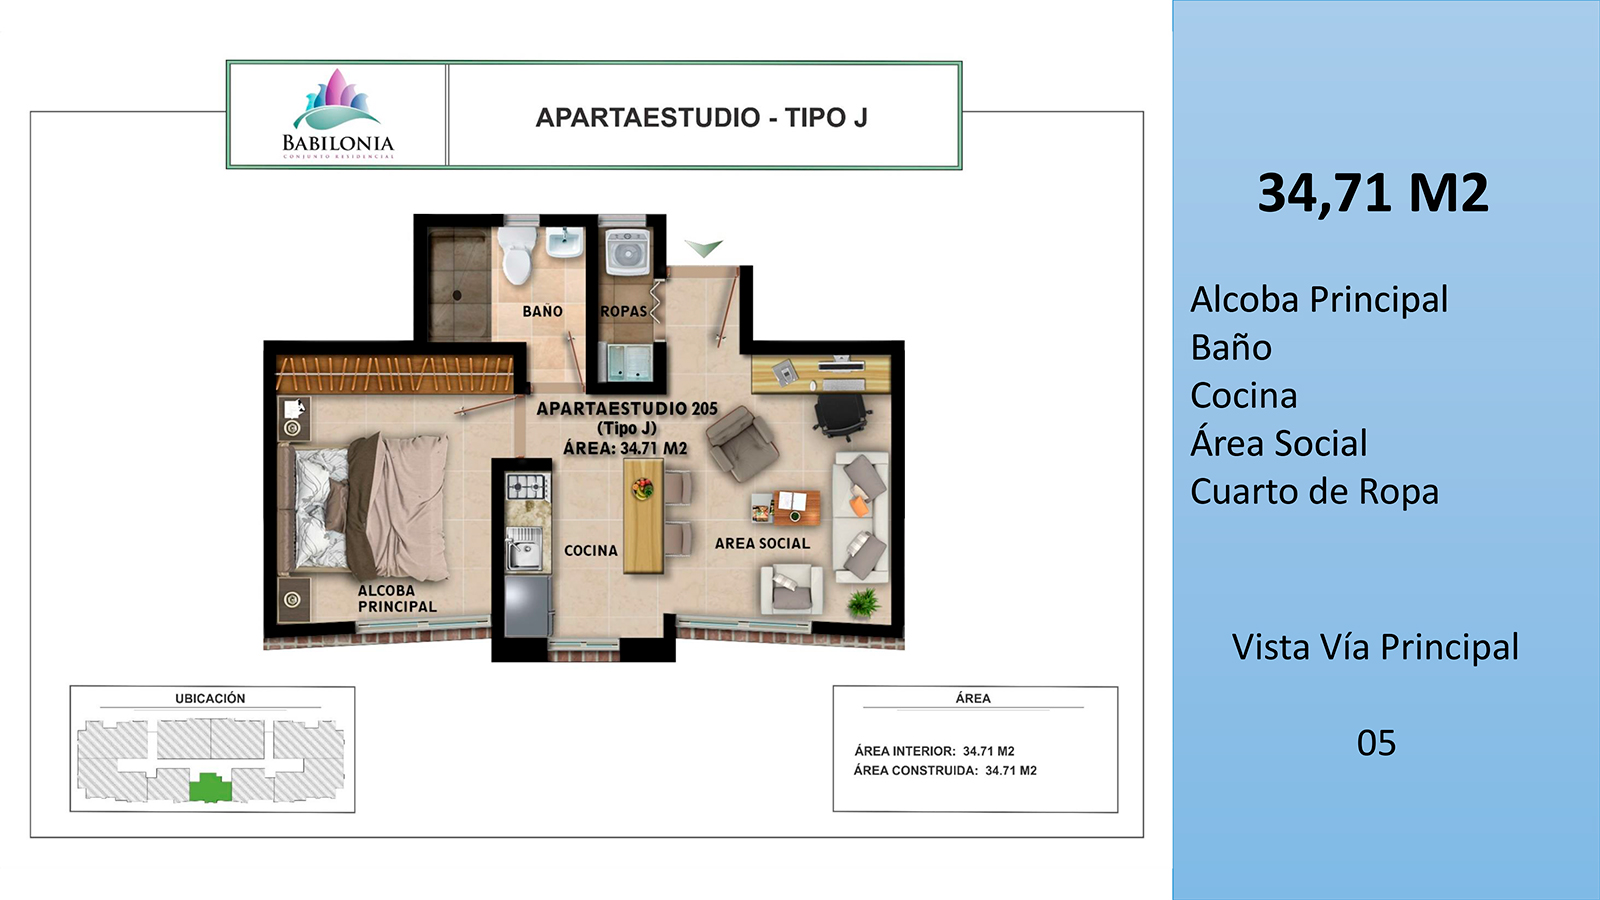 BABILONIA
CONJUNTO RESIDENCIAL
APARTAESTUDIO - TIPO J
BAÑO
ROPAS
APARTAESTUDIO 205
(Tipo J)
ÁREA: 34.71 M2
COCINA
AREA SOCIAL
ALCOBA
PRINCIPAL
UBICACIÓN
ÁREA
ÁREA INTERIOR: 34.71 M2
ÁREA CONSTRUIDA: 34.71 M2
34,71 M2
Alcoba Principal
Baño
Cocina
Área Social
Cuarto de Ropa
Vista Vía Principal
05